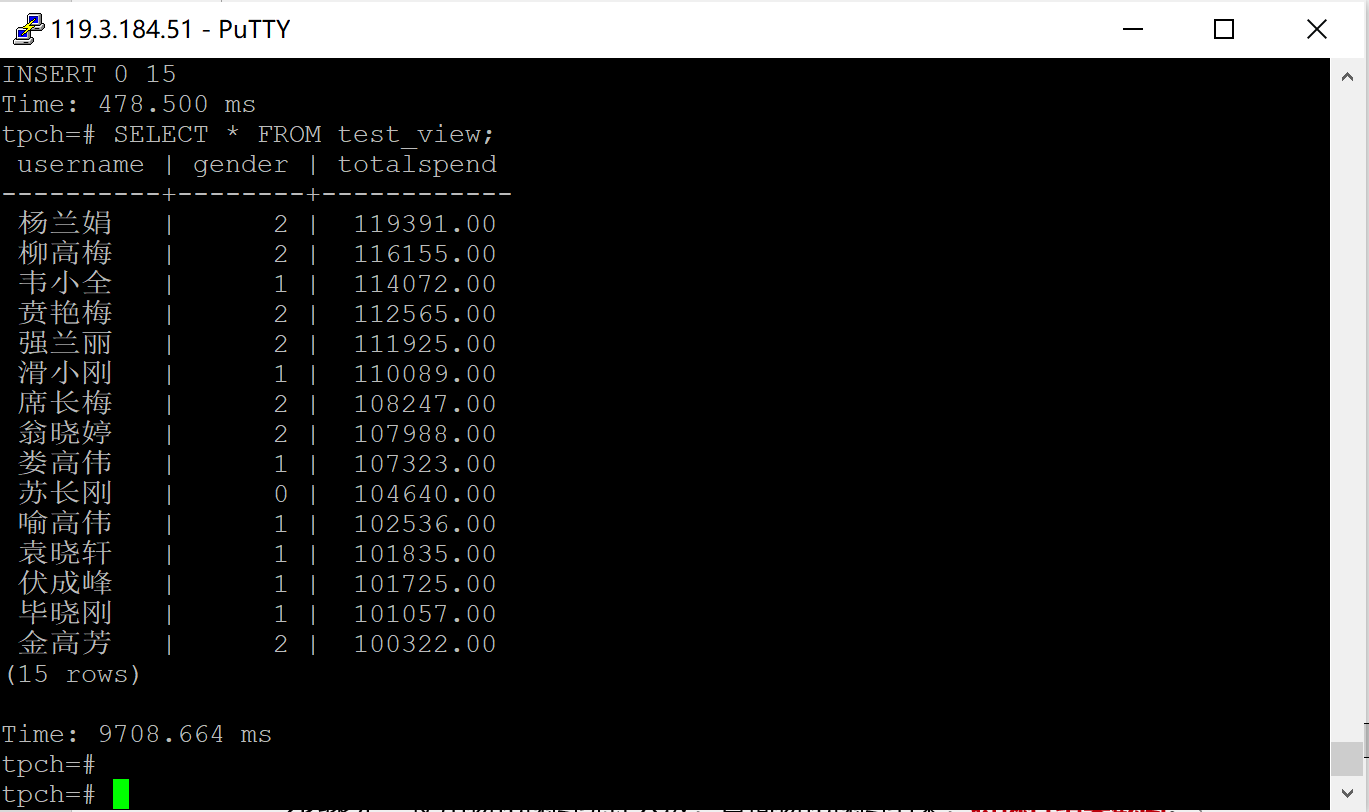 119.3.184.51 - PuTTY
INSERT 0 15
Time: 478.500 ms
tpch=# SELECT * FROM test_view;
 username | gender | totalspend
----------+--------+------------
 杨兰娟   |      2 |  119391.00
 柳高梅   |      2 |  116155.00
 韦小全   |      1 |  114072.00
 贲艳梅   |      2 |  112565.00
 强兰丽   |      2 |  111925.00
 滑小刚   |      1 |  110089.00
 席长梅   |      2 |  108247.00
 翁晓婷   |      2 |  107988.00
 娄高伟   |      1 |  107323.00
 苏长刚   |      0 |  104640.00
 喻高伟   |      1 |  102536.00
 袁晓轩   |      1 |  101835.00
 伏成峰   |      1 |  101725.00
 毕晓刚   |      1 |  101057.00
 金高芳   |      2 |  100322.00
(15 rows)

Time: 9708.664 ms
tpch=#
tpch=#